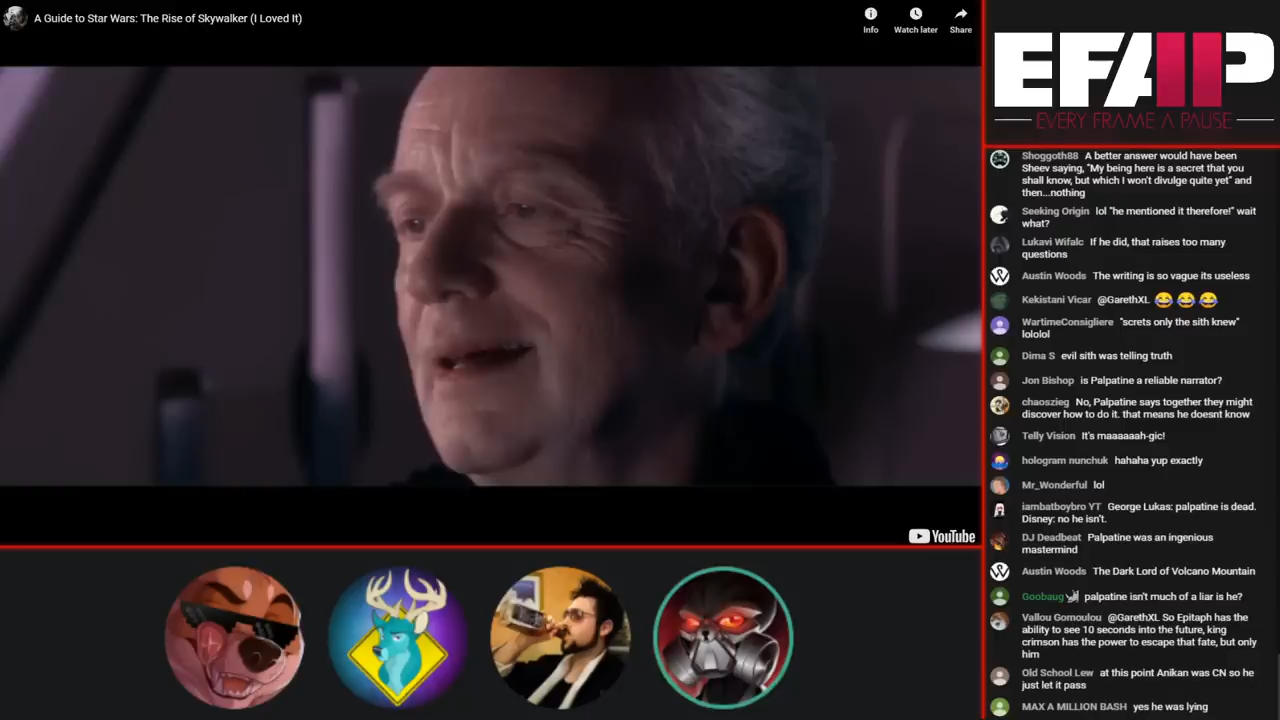 A Guide to Star Wars: The Rise of Skywalker (I Loved It)
Info
Watch later
Share
YouTube
EFAP
EVERY FRAME A PAUSE
Shoggoth88 A better answer would have been
Sheev saying, "My being here is a secret that you
shall know, but which I won't divulge quite yet" and
then...nothing
Seeking Origin lol "he mentioned it therefore!" wait
what?
Lukavi Wifalc If he did, that raises too many
questions
Austin Woods The writing is so vague its useless
Kekistani Vicar @GarethXL 😂 😂 😂
WartimeConsigliere "screts only the sith knew"
lololol
Dima S evil sith was telling truth
Jon Bishop is Palpatine a reliable narrator?
chaoszieg No, Palpatine says together they might
discover how to do it. that means he doesnt know
Telly Vision It's maaaaaah-gic!
hologram nunchuk hahaha yup exactly
Mr_Wonderful lol
iambatboybro YT George Lukas: palpatine is dead.
Disney: no he isn't.
DJ Deadbeat Palpatine was an ingenious
mastermind
Austin Woods The Dark Lord of Volcano Mountain
Goobaug palpatine isn't much of a liar is he?
Vallou Gomoulou @GarethXL So Epitaph has the
ability to see 10 seconds into the future, king
crimson has the power to escape that fate, but only
him
Old School Lew at this point Anikan was CN so he
just let it pass
MAX A MILLION BASH yes he was lying